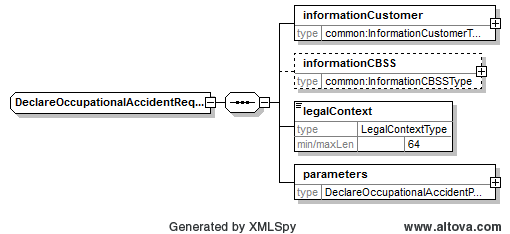 informationCustomer
type common:InformationCustomerT...
informationCBSS
type common:InformationCBSSType
DeclareOccupationalAccidentReq...
legalContext
type LegalContextType
min/maxLen 64
parameters
type DeclareOccupationalAccidentP...
Generated by XMLSpy www.altova.com